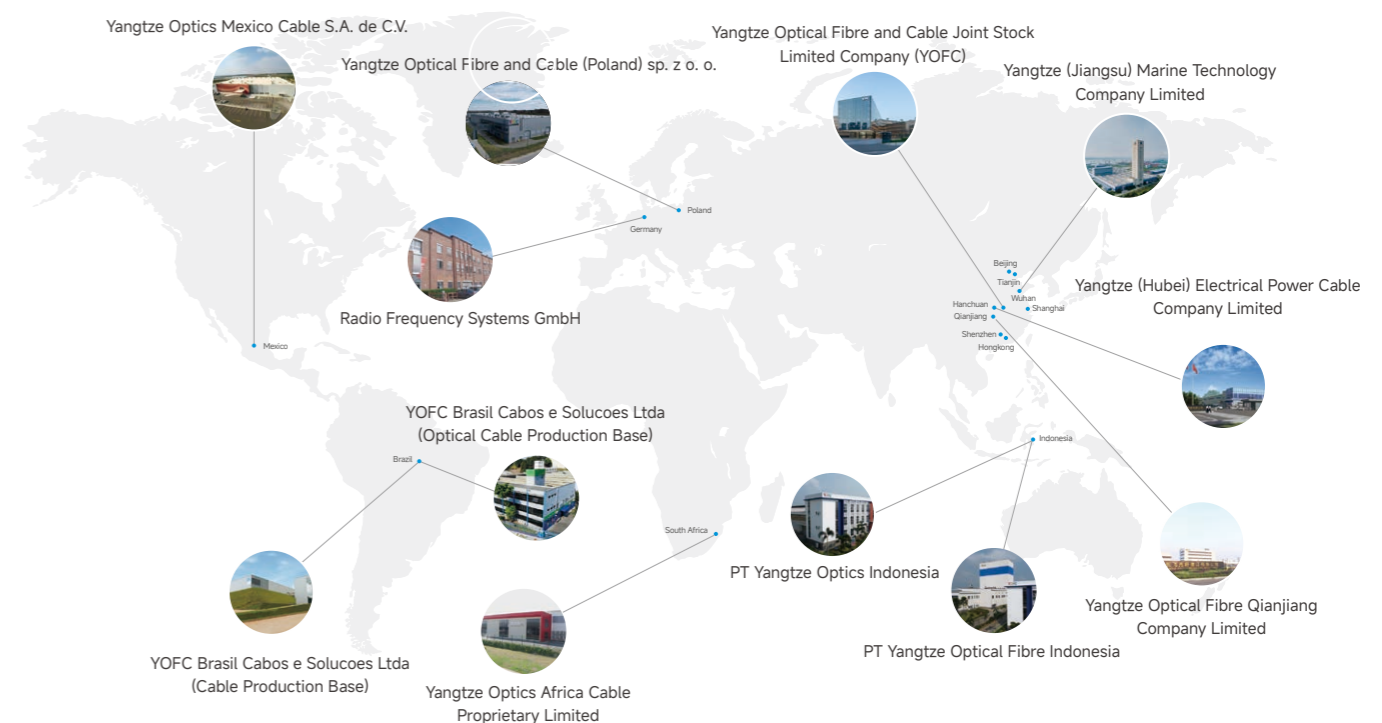 Yangtze Optics Mexico Cable S.A. de C.V.
Yangtze Optical Fibre and Cable (Poland) sp. z o. o.
Yangtze Optical Fibre and Cable Joint Stock
Limited Company (YOFC)
Yangtze (Jiangsu) Marine Technology
Company Limited
Poland
Germany
Radio Frequency Systems GmbH
Beijing
Tianjin
Wuhan
Hanchuan
Shanghai
Qianjiang
Shenzhen
Hongkong
Yangtze (Hubei) Electrical Power Cable
Company Limited
Mexico
YOFC Brasil Cabos e Solucoes Ltda
(Optical Cable Production Base)
Brazil
Indonesia
South Africa
PT Yangtze Optics Indonesia
Yangtze Optical Fibre Qianjiang
Company Limited
PT Yangtze Optical Fibre Indonesia
YOFC Brasil Cabos e Solucoes Ltda
(Cable Production Base)
Yangtze Optics Africa Cable
Proprietary Limited